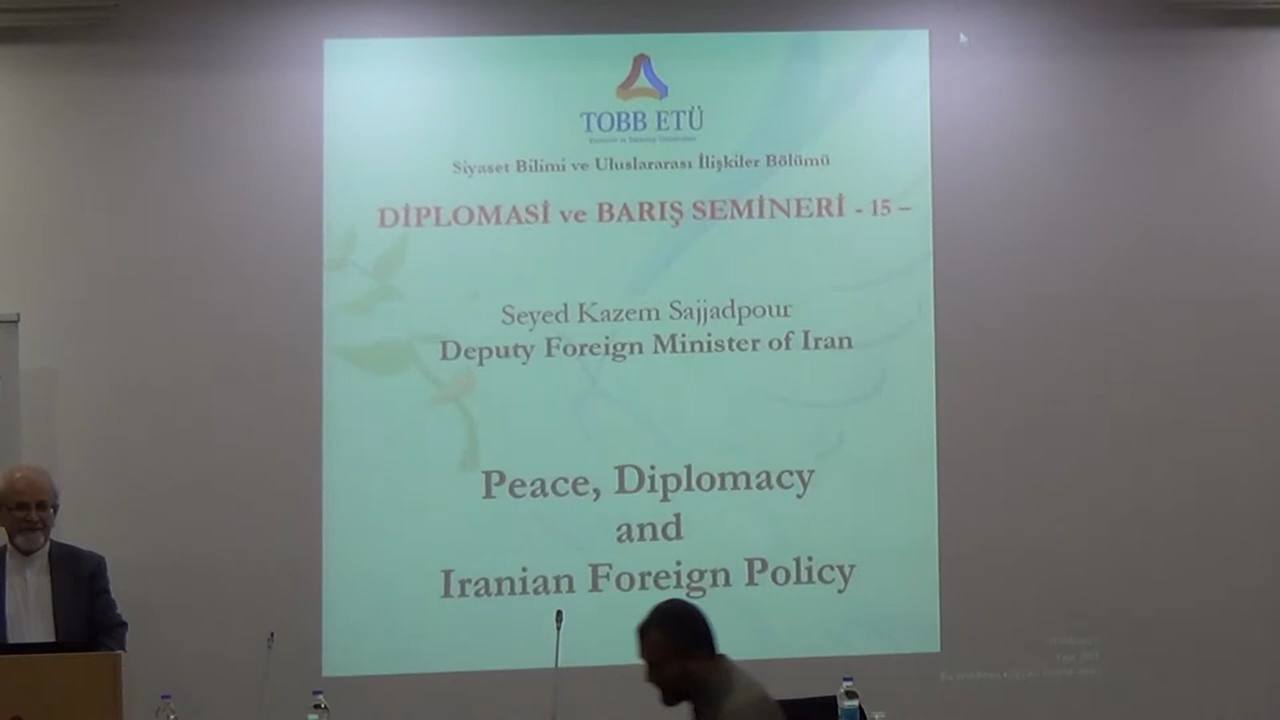 TOBB ETÜ
Siyaset Bilimi ve Uluslararası İlişkiler Bölümü
DİPLOMASİ ve BARIŞ SEMİNERİ - 15 –
Seyed Kazem Sajjadpour
Deputy Foreign Minister of Iran
Peace, Diplomacy
and
Iranian Foreign Policy